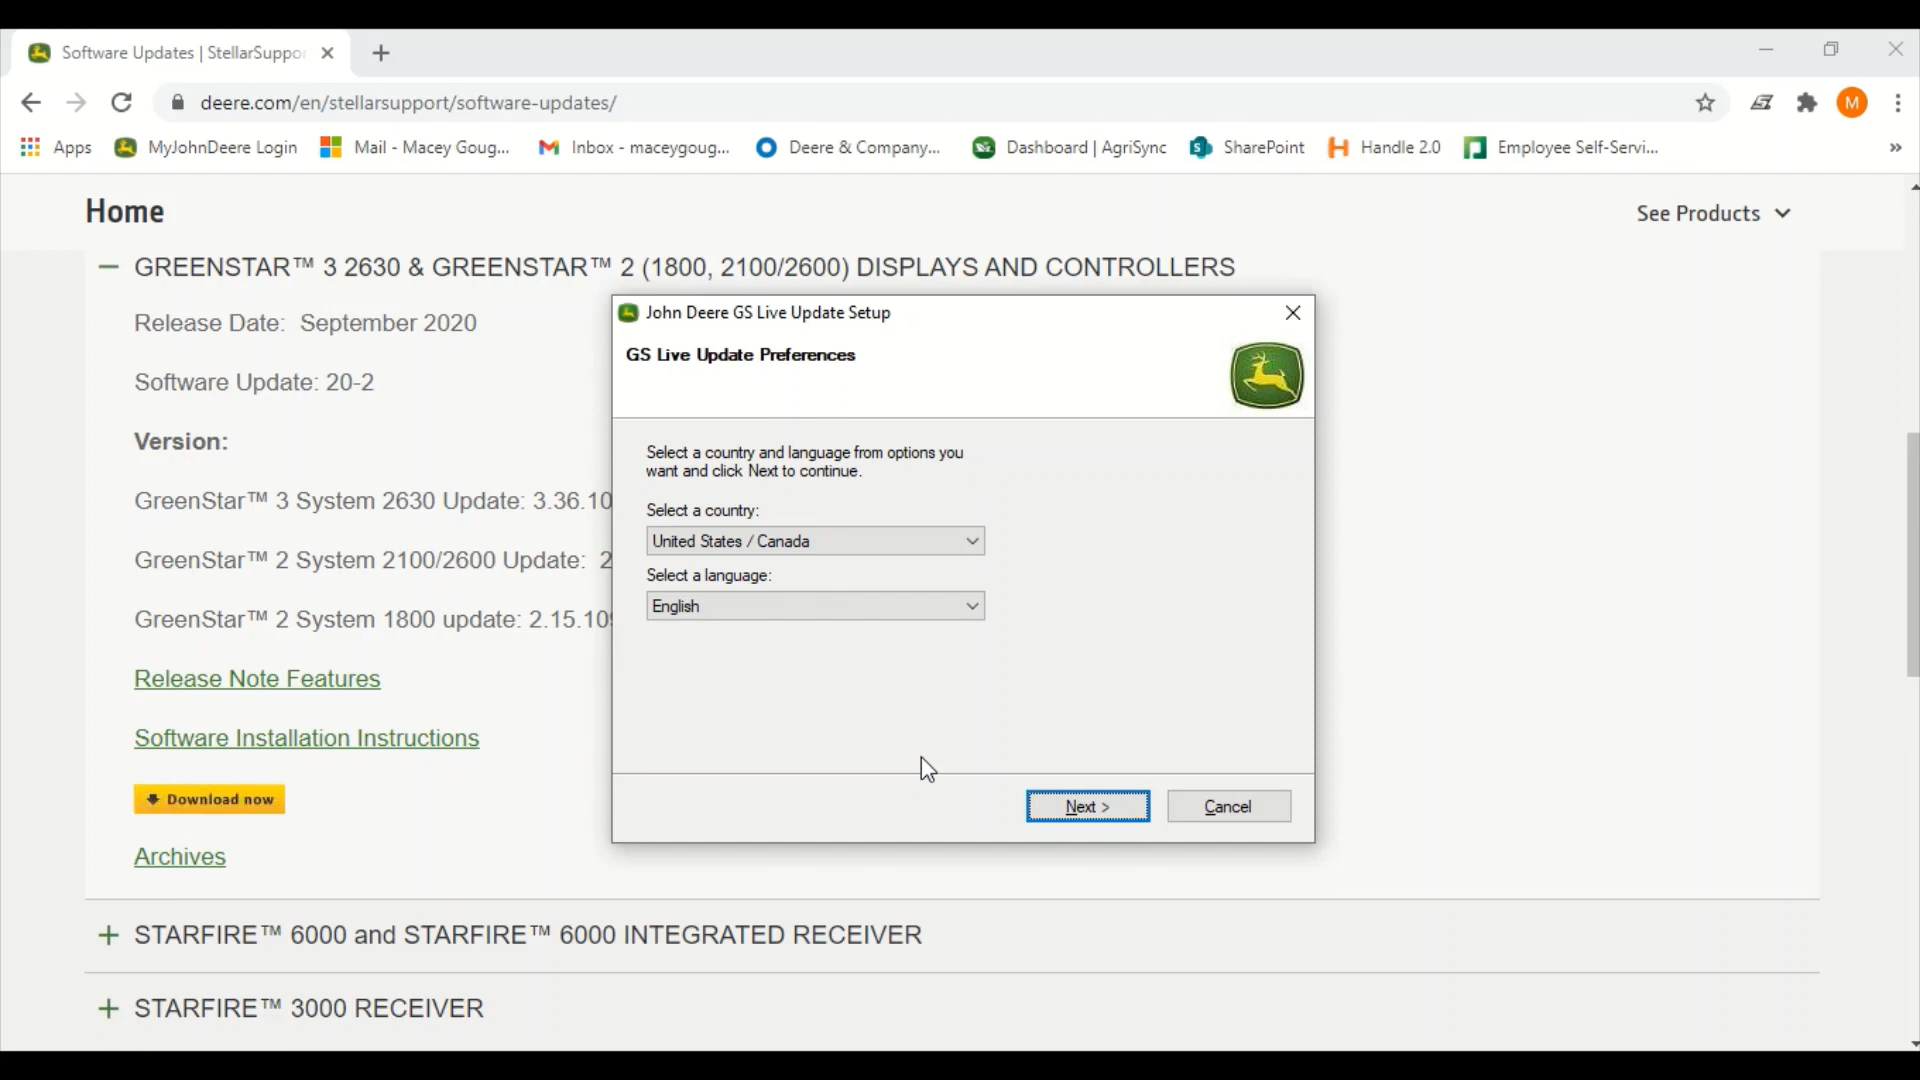 Software Updates | StellarSuppor
deere.com/en/stellarsupport/software-updates/
M
Apps
MyJohnDeere Login
Mail - Macey Goug...
Inbox - maceygoug...
Deere & Company...
Dashboard | AgriSync
SharePoint
Handle 2.0
Employee Self-Servi...
»
Home
See Products
GREENSTAR™ 3 2630 & GREENSTAR™ 2 (1800, 2100/2600) DISPLAYS AND CONTROLLERS
Release Date: September 2020
Software Update: 20-2
Version:
GreenStar™ 3 System 2630 Update: 3.36.10
GreenStar™ 2 System 2100/2600 Update: 2
GreenStar™ 2 System 1800 update: 2.15.109
Release Note Features
Software Installation Instructions
Download now
Archives
STARFIRE™ 6000 and STARFIRE™ 6000 INTEGRATED RECEIVER
STARFIRE™ 3000 RECEIVER
John Deere GS Live Update Setup
GS Live Update Preferences
Select a country and language from options you
want and click Next to continue.
Select a country:
United States / Canada
Select a language:
English
Next >
Cancel